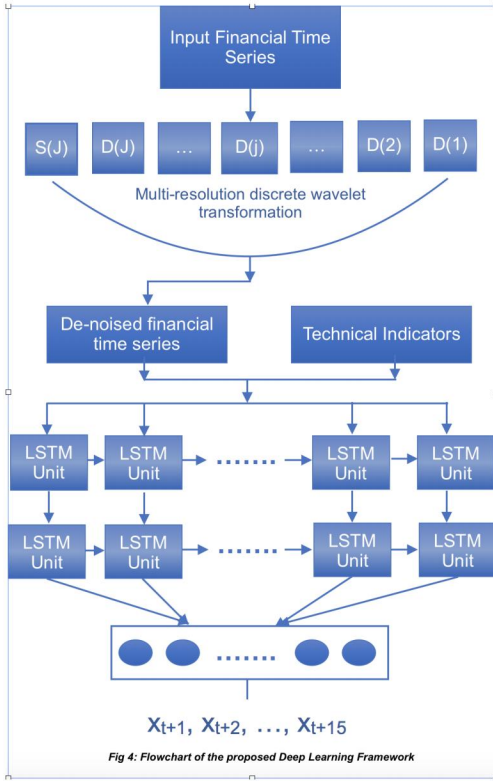 Input Financial Time
Series
S(J) D(J) ... D(j) ... D(2) D(1)
Multi-resolution discrete wavelet
transformation
De-noised financial
time series
Technical Indicators
LSTM
Unit
LSTM
Unit
.......
LSTM
Unit
LSTM
Unit
LSTM
Unit
LSTM
Unit
.......
LSTM
Unit
LSTM
Unit
.......
Xt+1, Xt+2, ..., Xt+15
Fig 4: Flowchart of the proposed Deep Learning Framework